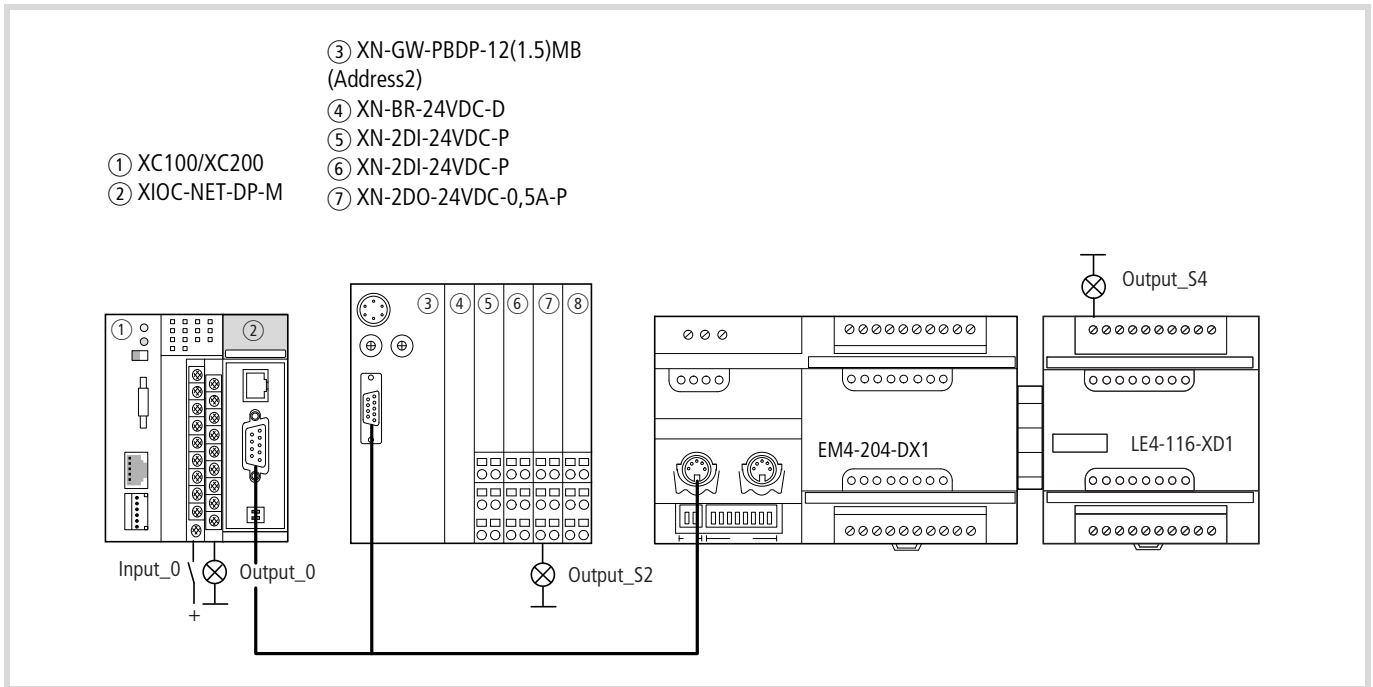 ③ XN-GW-PBDP-12(1.5)MB
(Address2)
④ XN-BR-24VDC-D
⑤ XN-2DI-24VDC-P
⑥ XN-2DI-24VDC-P
⑦ XN-2DO-24VDC-0,5A-P
① XC100/XC200
② XIOC-NET-DP-M
Output_S4
① ②
③ ④ ⑤ ⑥ ⑦ ⑧
EM4-204-DX1
LE4-116-XD1
Input_0
+
Output_0
Output_S2